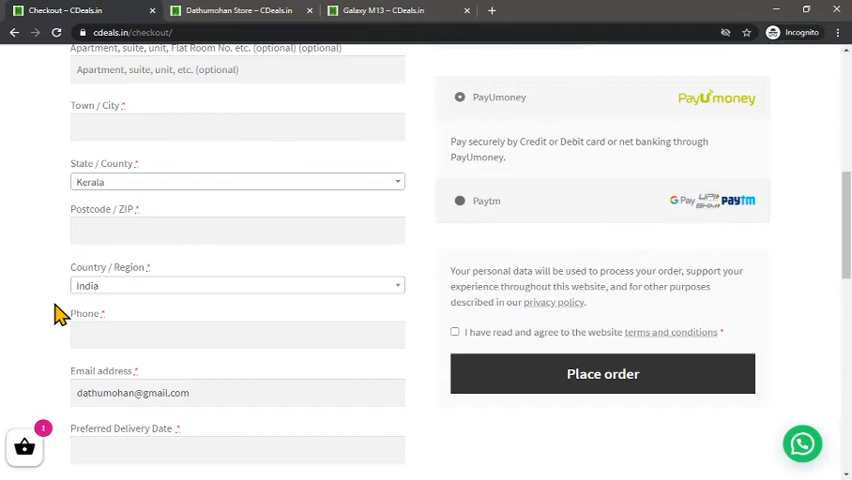 Checkout – CDeals.in
Dathumohan Store – CDeals.in
Galaxy M13 – CDeals.in
cdeals.in/checkout/
Incognito
Apartment, suite, unit, Flat Room No. etc. (optional) (optional)
Apartment, suite, unit, etc. (optional)
Town / City *
State / County *
Kerala
Postcode / ZIP *
Country / Region *
India
Phone *
Email address *
dathumohan@gmail.com
Preferred Delivery Date *
1
PayUmoney
PayUmoney
Pay securely by Credit or Debit card or net banking through
PayUmoney.
Paytm
G Pay UPI BHIM paytm
Your personal data will be used to process your order, support your
experience throughout this website, and for other purposes
described in our privacy policy.
I have read and agree to the website terms and conditions *
Place order